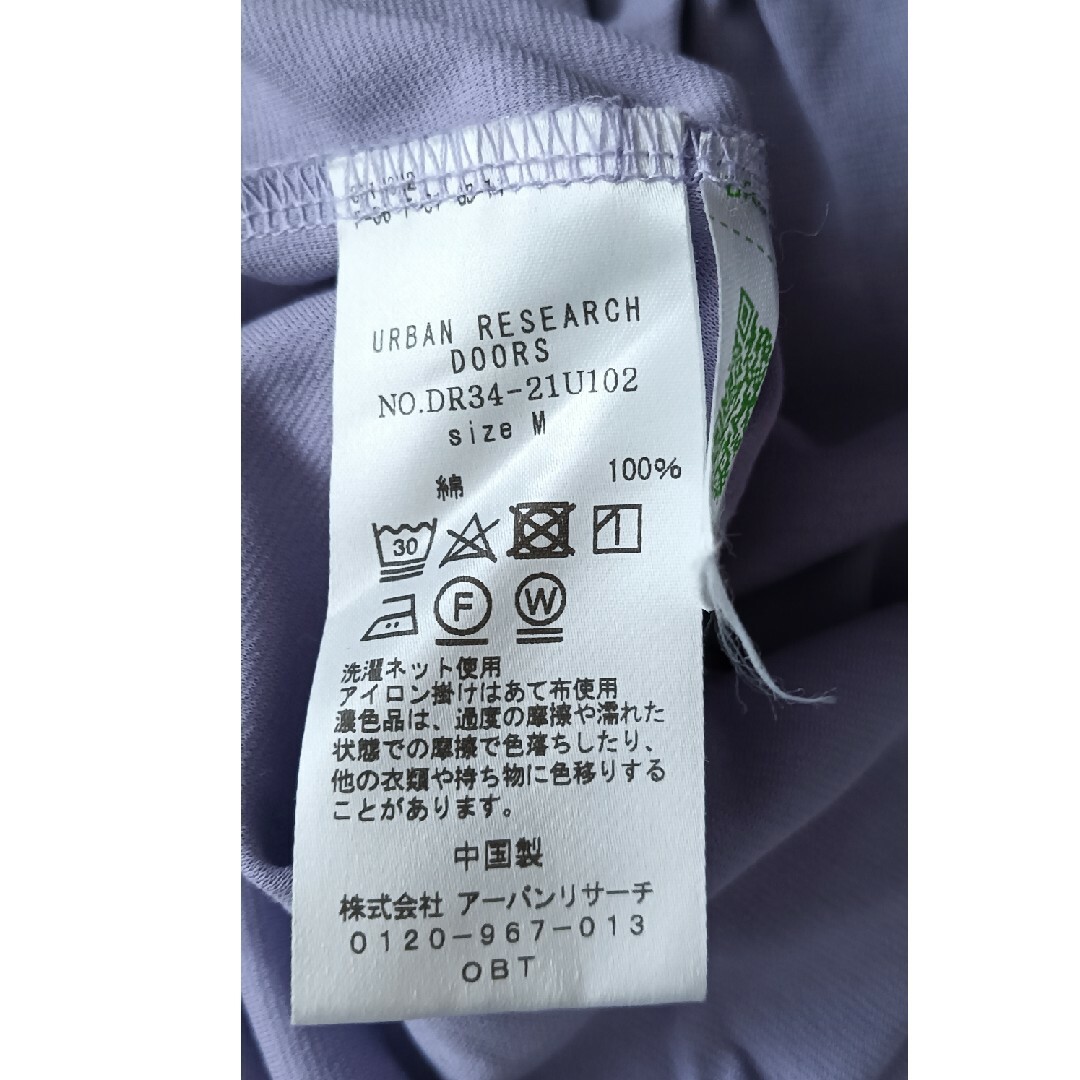 URBAN RESEARCH
DOORS
NO.DR34-21U102
size M
綿 100%
30
1
F W
洗濯ネット使用
アイロン掛けはあて布使用
濃色品は、過度の摩擦や濡れた
状態での摩擦で色落ちしたり、
他の衣類や持ち物に色移りする
ことがあります。
中国製
株式会社 アーバンリサーチ
0120-967-013
OBT